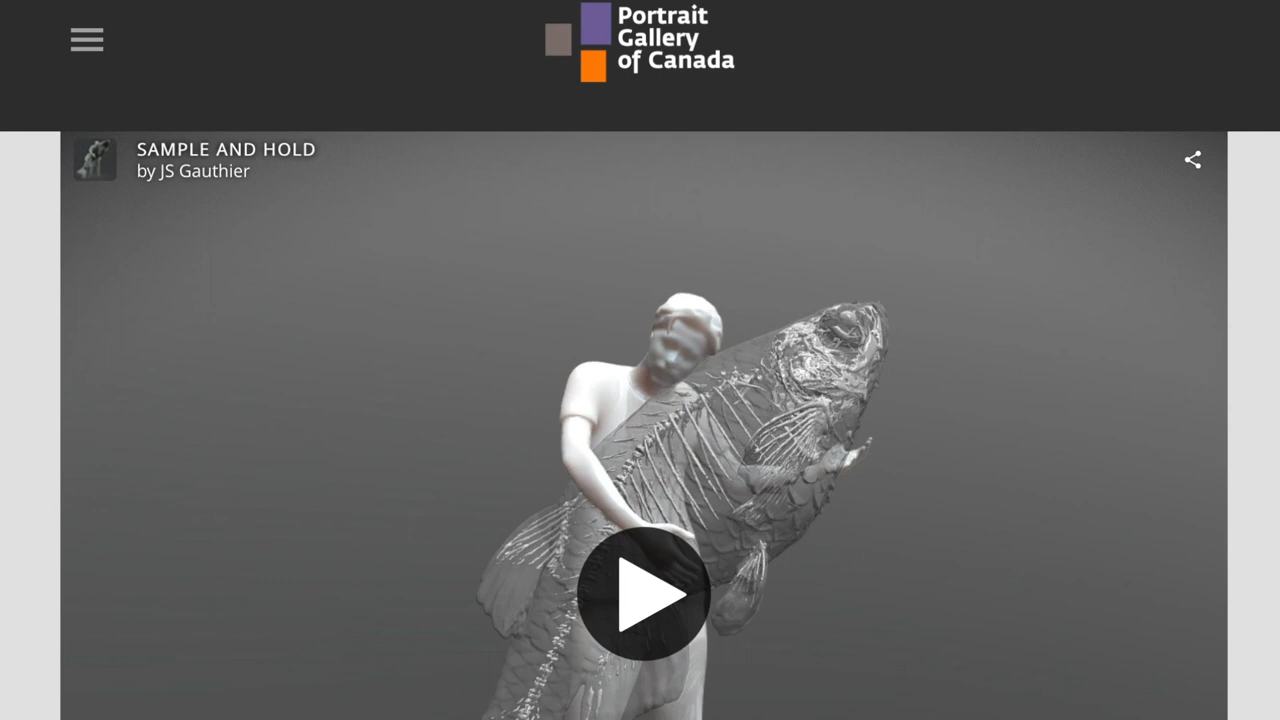 Portrait
Gallery
of Canada
SAMPLE AND HOLD
by JS Gauthier